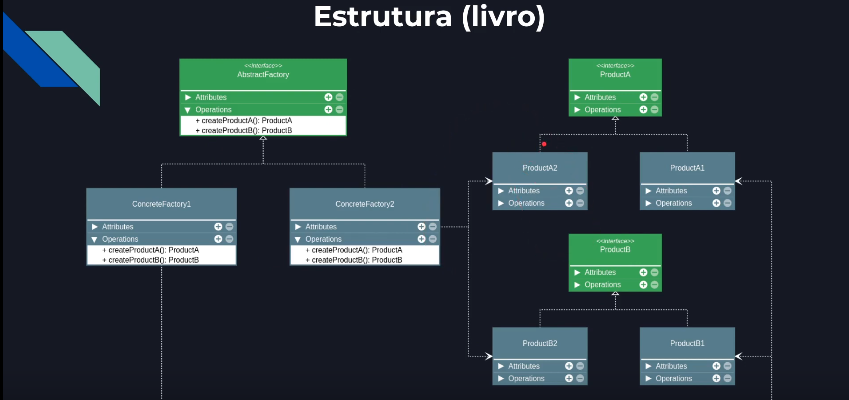 Estrutura (livro)
<<interface>>
AbstractFactory
Attributes
Operations
+ createProductA(): ProductA
+ createProductB(): ProductB
<<interface>>
ProductA
Attributes
Operations
ConcreteFactory1
Attributes
Operations
+ createProductA(): ProductA
+ createProductB(): ProductB
ConcreteFactory2
Attributes
Operations
+ createProductA(): ProductA
+ createProductB(): ProductB
ProductA2
Attributes
Operations
ProductA1
Attributes
Operations
<<interface>>
ProductB
Attributes
Operations
ProductB2
Attributes
Operations
ProductB1
Attributes
Operations